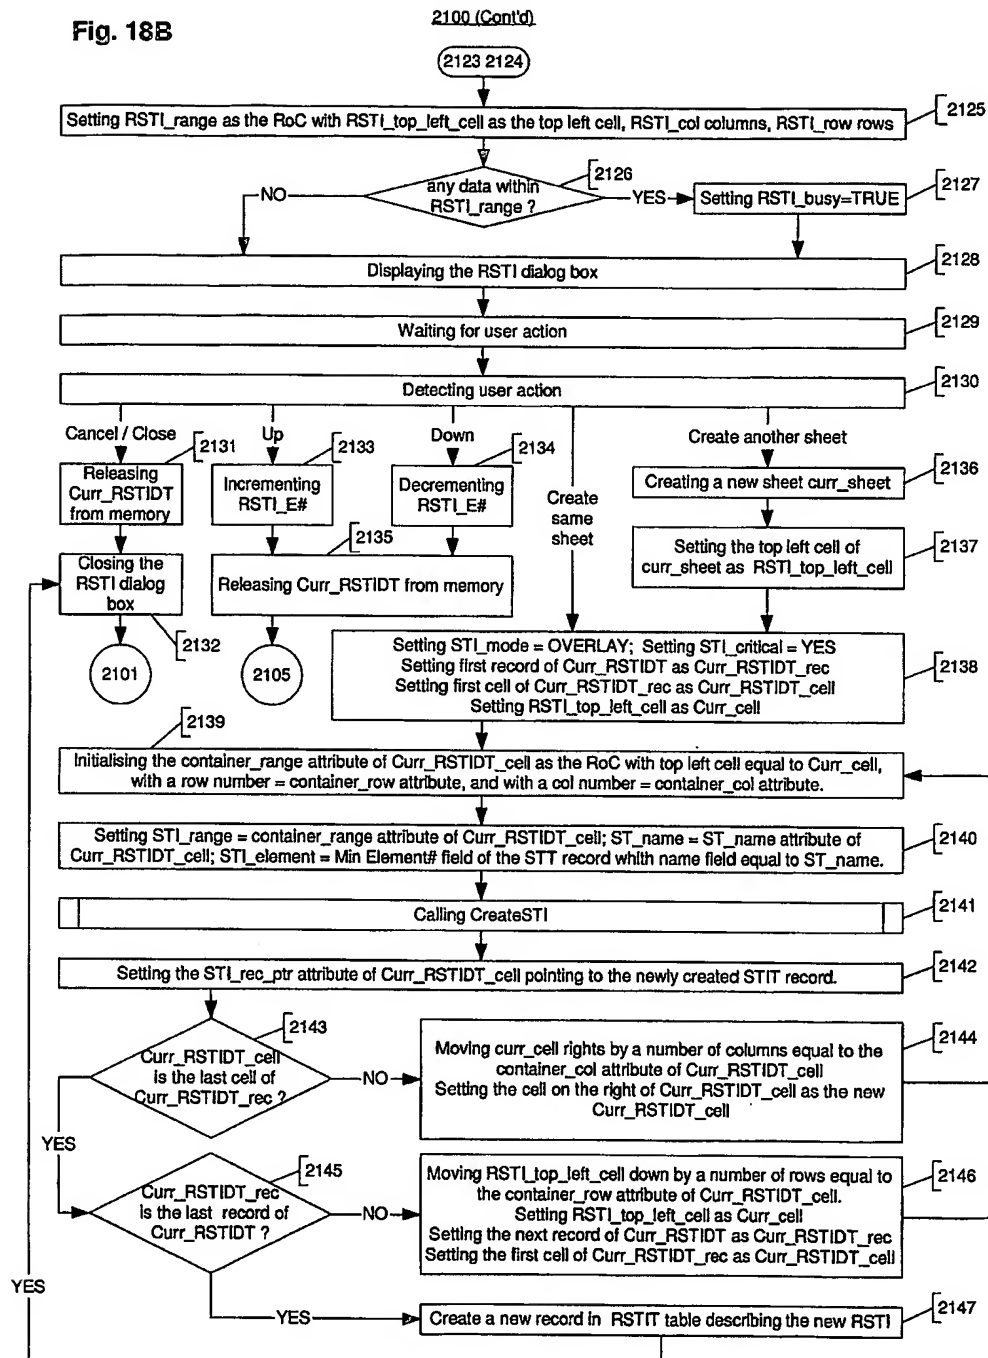 Fig. 18B
2100 (Cont'd)
2123 2124
Setting RSTI_range as the RoC with RSTI_top_left_cell as the top left cell, RSTI_col columns, RSTI_row rows
2125
any data within
RSTI_range ?
2126
NO
YES
Setting RSTI_busy=TRUE
2127
Displaying the RSTI dialog box
2128
Waiting for user action
2129
Detecting user action
2130
Cancel / Close
2131
Releasing
Curr_RSTIDT
from memory
Up
2133
Incrementing
RSTI_E#
Down
2134
Decrementing
RSTI_E#
Create
same
sheet
Create another sheet
2136
Creating a new sheet curr_sheet
2137
Setting the top left cell of
curr_sheet as RSTI_top_left_cell
2135
Releasing Curr_RSTIDT from memory
Closing the
RSTI dialog
box
2132
2101
2105
Setting STI_mode = OVERLAY; Setting STI_critical = YES
Setting first record of Curr_RSTIDT as Curr_RSTIDT_rec
Setting first cell of Curr_RSTIDT_rec as Curr_RSTIDT_cell
Setting RSTI_top_left_cell as Curr_cell
2138
2139
Initialising the container_range attribute of Curr_RSTIDT_cell as the RoC with top left cell equal to Curr_cell,
with a row number = container_row attribute, and with a col number = container_col attribute.
Setting STI_range = container_range attribute of Curr_RSTIDT_cell; ST_name = ST_name attribute of
Curr_RSTIDT_cell; STI_element = Min Element# field of the STT record whith name field equal to ST_name.
2140
Calling CreateSTI
2141
Setting the STI_rec_ptr attribute of Curr_RSTIDT_cell pointing to the newly created STIT record.
2142
2143
Curr_RSTIDT_cell
is the last cell of
Curr_RSTIDT_rec ?
NO
Moving curr_cell rights by a number of columns equal to the
container_col attribute of Curr_RSTIDT_cell
Setting the cell on the right of Curr_RSTIDT_cell as the new
Curr_RSTIDT_cell
2144
YES
2145
Curr_RSTIDT_rec
is the last record of
Curr_RSTIDT ?
NO
Moving RSTI_top_left_cell down by a number of rows equal to
the container_row attribute of Curr_RSTIDT_cell.
Setting RSTI_top_left_cell as Curr_cell
Setting the next record of Curr_RSTIDT as Curr_RSTIDT_rec
Setting the first cell of Curr_RSTIDT_rec as Curr_RSTIDT_cell
2146
YES
YES
Create a new record in RSTIT table describing the new RSTI
2147